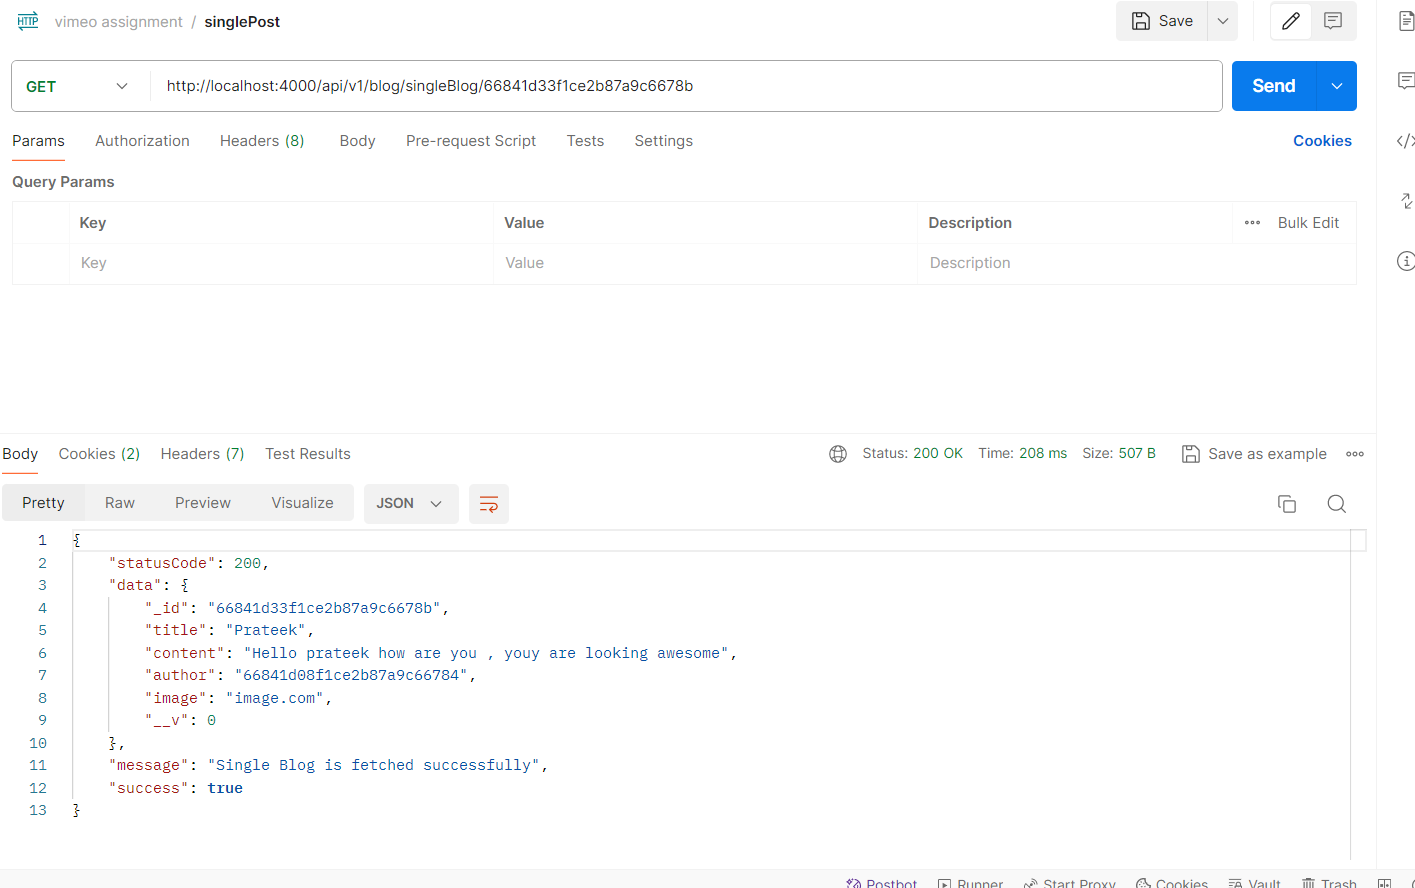 HTTP vimeo assignment / singlePost Save
GET http://localhost:4000/api/v1/blog/singleBlog/66841d33f1ce2b87a9c6678b Send
Params Authorization Headers (8) Body Pre-request Script Tests Settings Cookies
Query Params
Key Value Description Bulk Edit
Key Value Description
Body Cookies (2) Headers (7) Test Results Status: 200 OK Time: 208 ms Size: 507 B Save as example
Pretty Raw Preview Visualize JSON
1 {
2 "statusCode": 200,
3 "data": {
4 "_id": "66841d33f1ce2b87a9c6678b",
5 "title": "Prateek",
6 "content": "Hello prateek how are you , youy are looking awesome",
7 "author": "66841d08f1ce2b87a9c66784",
8 "image": "image.com",
9 "__v": 0
10 },
11 "message": "Single Blog is fetched successfully",
12 "success": true
13 }
Postbot Runner Start Proxy Cookies Vault Trash